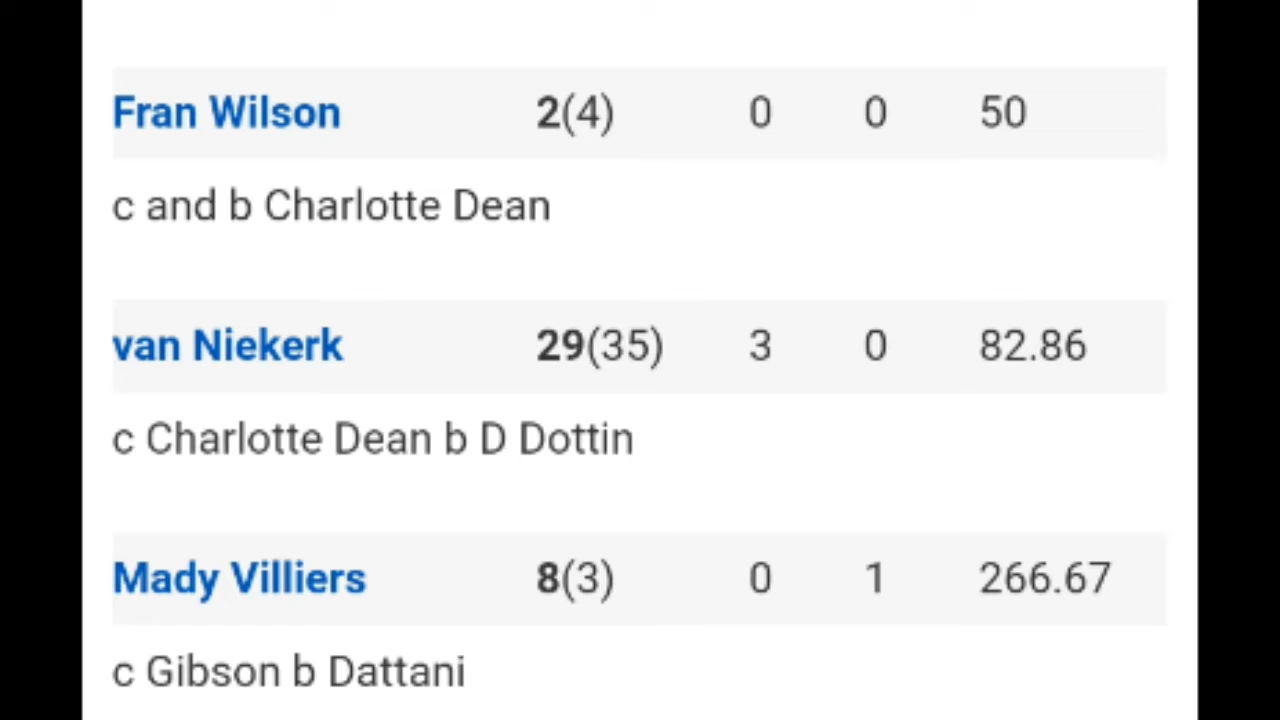 Fran Wilson 2(4) 0 0 50
c and b Charlotte Dean
van Niekerk 29(35) 3 0 82.86
c Charlotte Dean b D Dottin
Mady Villiers 8(3) 0 1 266.67
c Gibson b Dattani